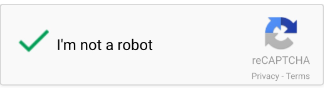 I'm not a robot
reCAPTCHA
Privacy - Terms